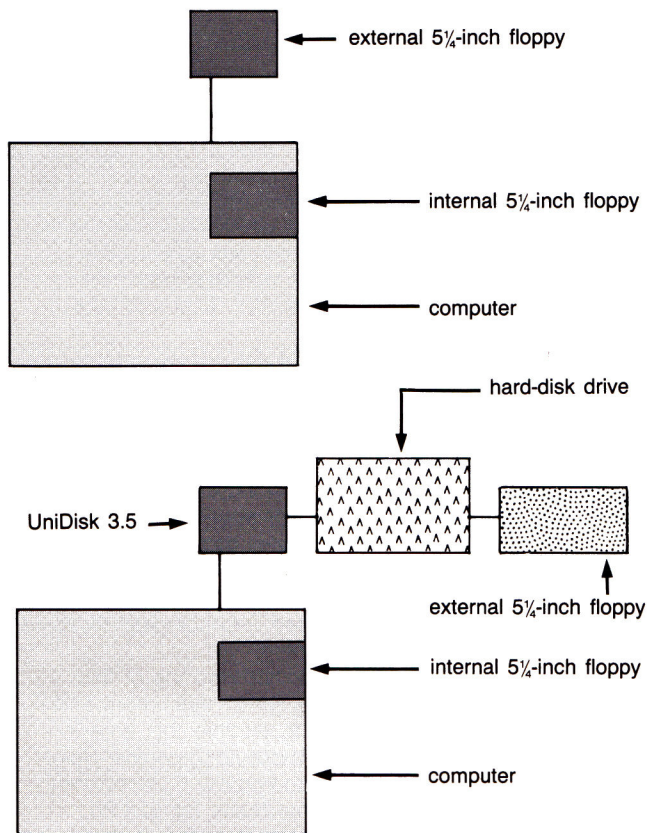 external 5¼-inch floppy
internal 5¼-inch floppy
computer
hard-disk drive
UniDisk 3.5
external 5¼-inch floppy
internal 5¼-inch floppy
computer